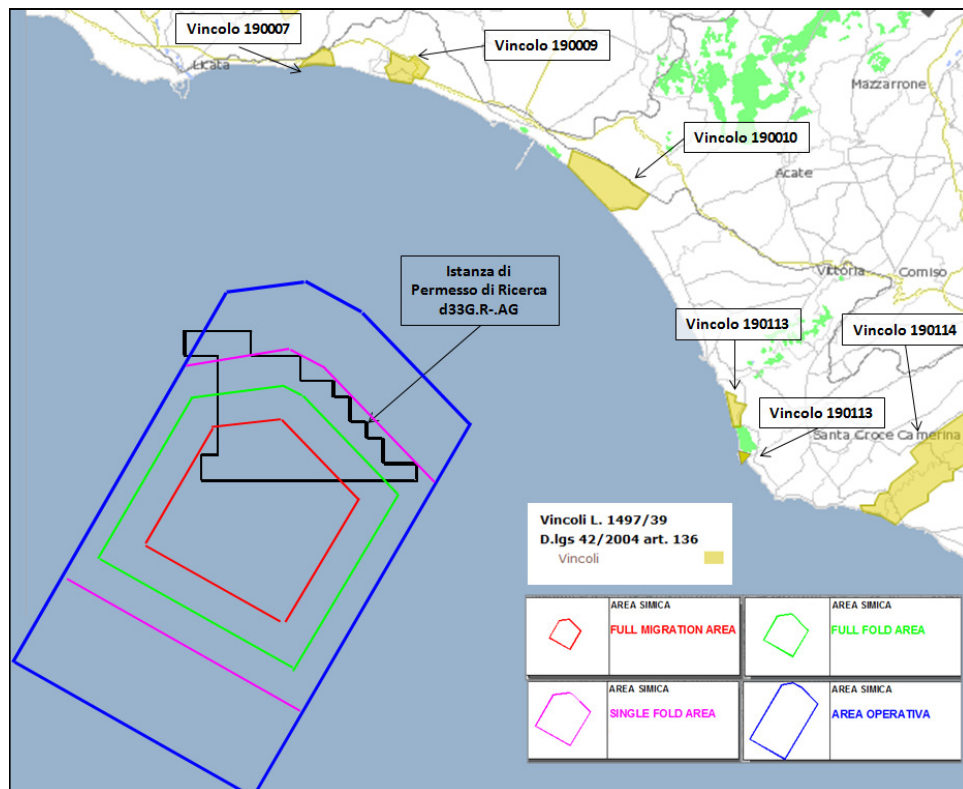 Vincolo 190007
Vincolo 190009
Licata
Mazzarrone
Vincolo 190010
Acate
Istanza di
Permesso di Ricerca
d33G.R-.AG
Vittoria
Comiso
Vincolo 190113
Vincolo 190114
Vincolo 190113
Santa Croce Camerina
Vincoli L. 1497/39
D.lgs 42/2004 art. 136
Vincoli
AREA SIMICA
FULL MIGRATION AREA
AREA SIMICA
FULL FOLD AREA
AREA SIMICA
SINGLE FOLD AREA
AREA SIMICA
AREA OPERATIVA